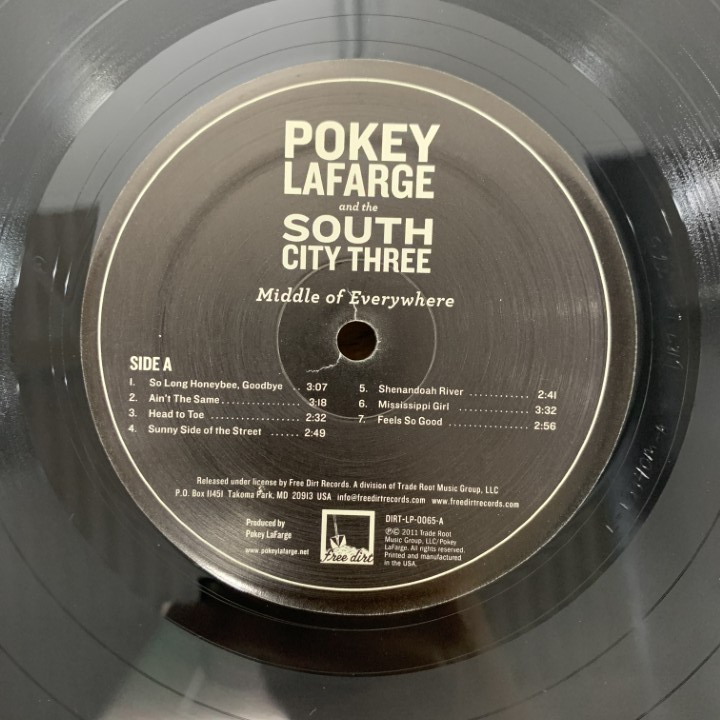 POKEY
LAFARGE
and the
SOUTH
CITY THREE
Middle of Everywhere
SIDE A
1. So Long Honeybee, Goodbye .. 3:07
2. Ain't The Same ............ 3:18
3. Head to Toe .............. 2:32
4. Sunny Side of the Street ...... 2:49
5. Shenandoah River ........... 2:41
6. Mississippi Girl ............. 3:32
7. Feels So Good ............... 2:56
Released under license by Free Dirt Records. A division of Trade Root Music Group, LLC
P.O. Box 11451 Takoma Park, MD 20913 USA info@freedirtrecords.com www.freedirtrecords.com
Produced by
Pokey LaFarge
www.pokeylafarge.net
free dirt
DIRT-LP-0065-A
℗© 2011 Trade Root
Music Group, LLC/Pokey
LaFarge. All rights reserved.
Printed and manufactured
in the USA.